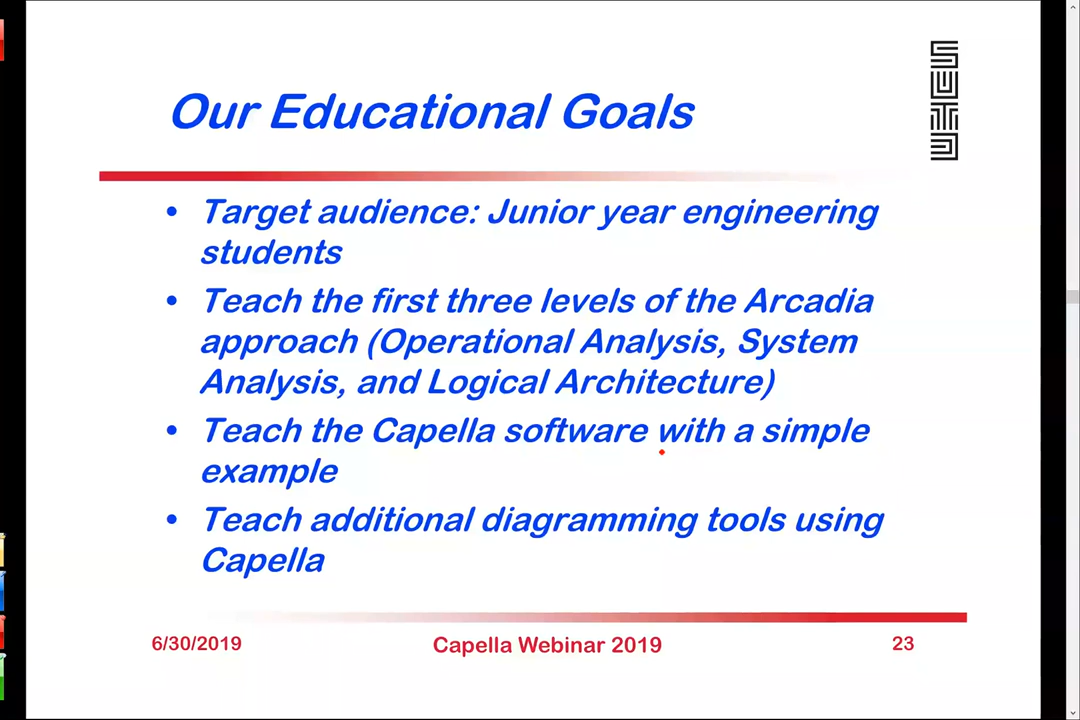 Our Educational Goals
• Target audience: Junior year engineering
students
• Teach the first three levels of the Arcadia
approach (Operational Analysis, System
Analysis, and Logical Architecture)
• Teach the Capella software with a simple
example
• Teach additional diagramming tools using
Capella
6/30/2019 Capella Webinar 2019 23